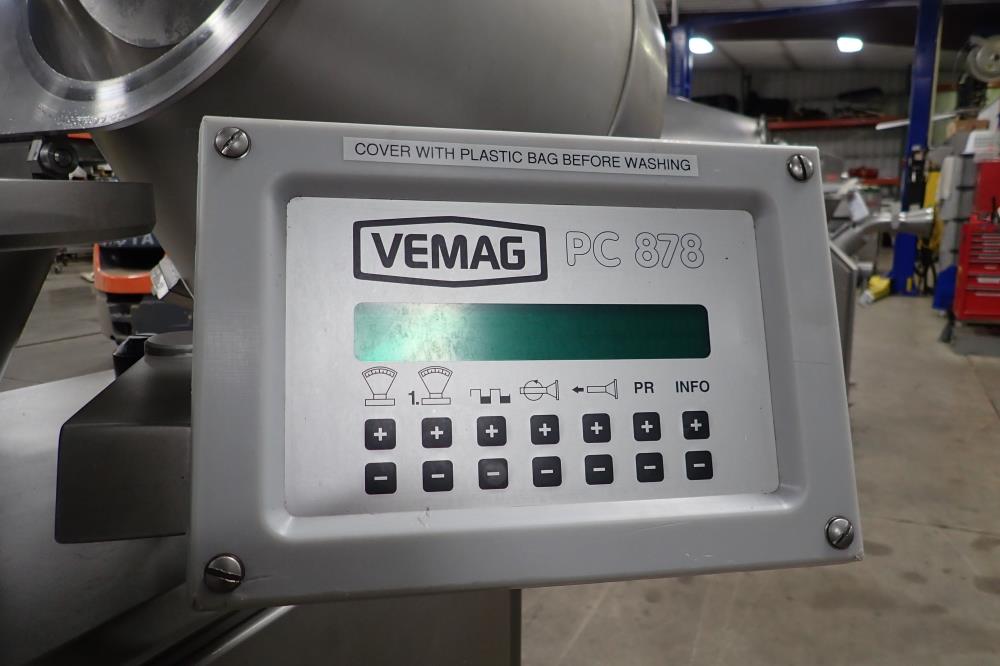 COVER WITH PLASTIC BAG BEFORE WASHING
VEMAG PC 878
1. PR INFO
+ + + + + + +
− − − − − − −